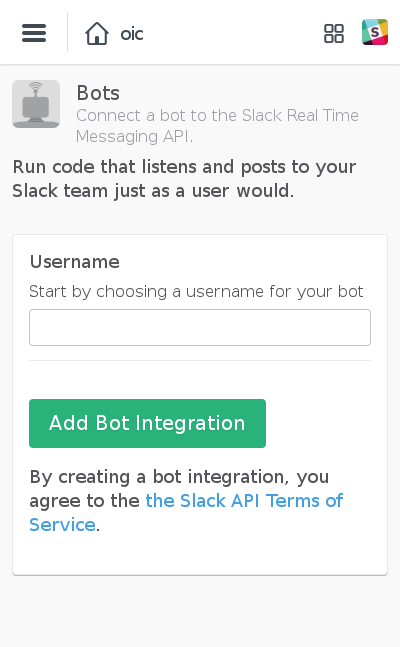 oic
Bots
Connect a bot to the Slack Real Time
Messaging API.
Run code that listens and posts to your
Slack team just as a user would.
Username
Start by choosing a username for your bot
Add Bot Integration
By creating a bot integration, you
agree to the the Slack API Terms of
Service.